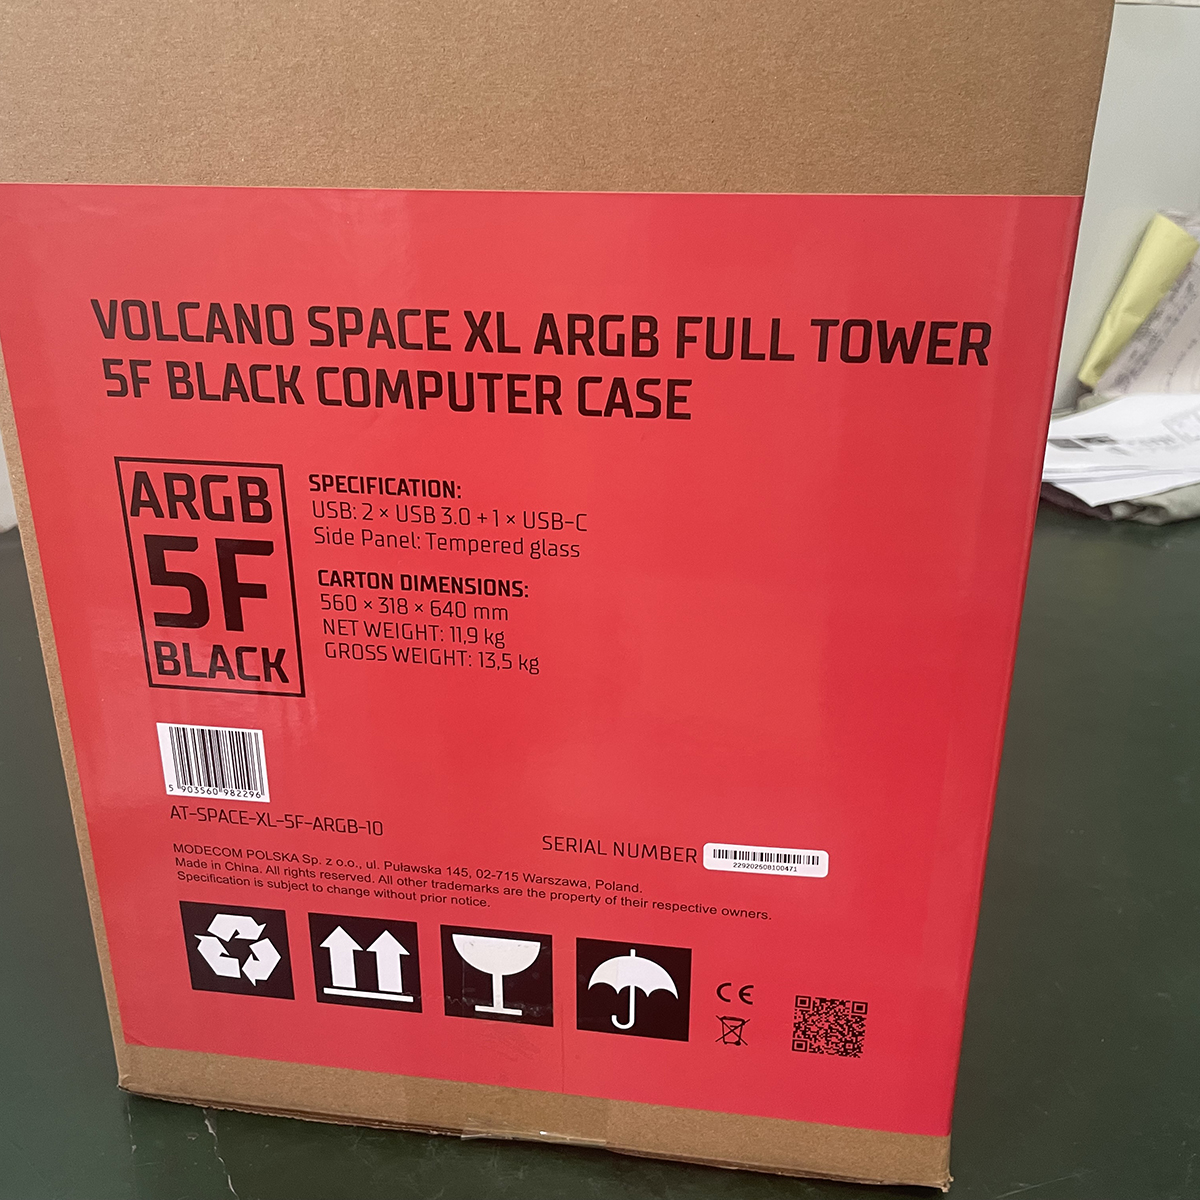 VOLCANO SPACE XL ARGB FULL TOWER
5F BLACK COMPUTER CASE
ARGB
5F
BLACK
SPECIFICATION:
USB: 2 × USB 3.0 + 1 × USB-C
Side Panel: Tempered glass
CARTON DIMENSIONS:
560 × 318 × 640 mm
NET WEIGHT: 11,9 kg
GROSS WEIGHT: 13,5 kg
5 903560 982296
AT-SPACE-XL-5F-ARGB-10
SERIAL NUMBER
229202508100471
MODECOM POLSKA Sp. z o.o., ul. Puławska 145, 02-715 Warszawa, Poland.
Made in China. All rights reserved. All other trademarks are the property of their respective owners.
Specification is subject to change without prior notice.
CE